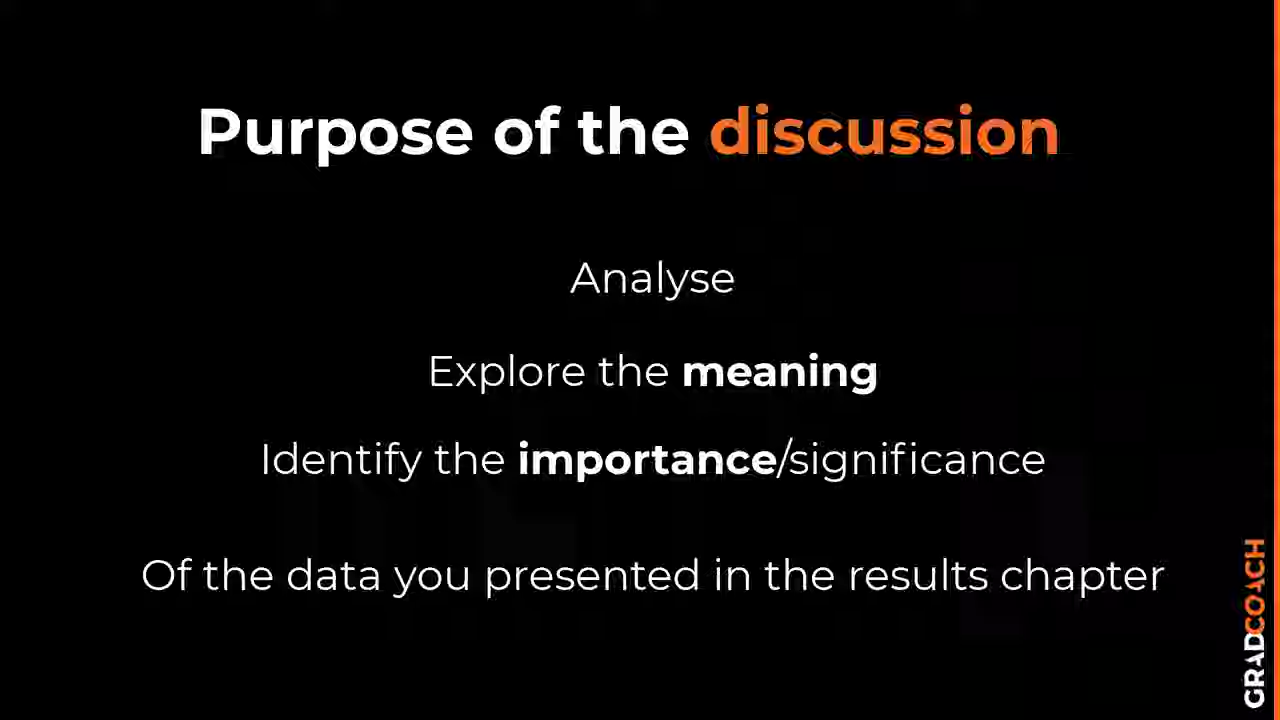 Purpose of the discussion
Analyse
Explore the meaning
Identify the importance/significance
Of the data you presented in the results chapter
GRADCOACH